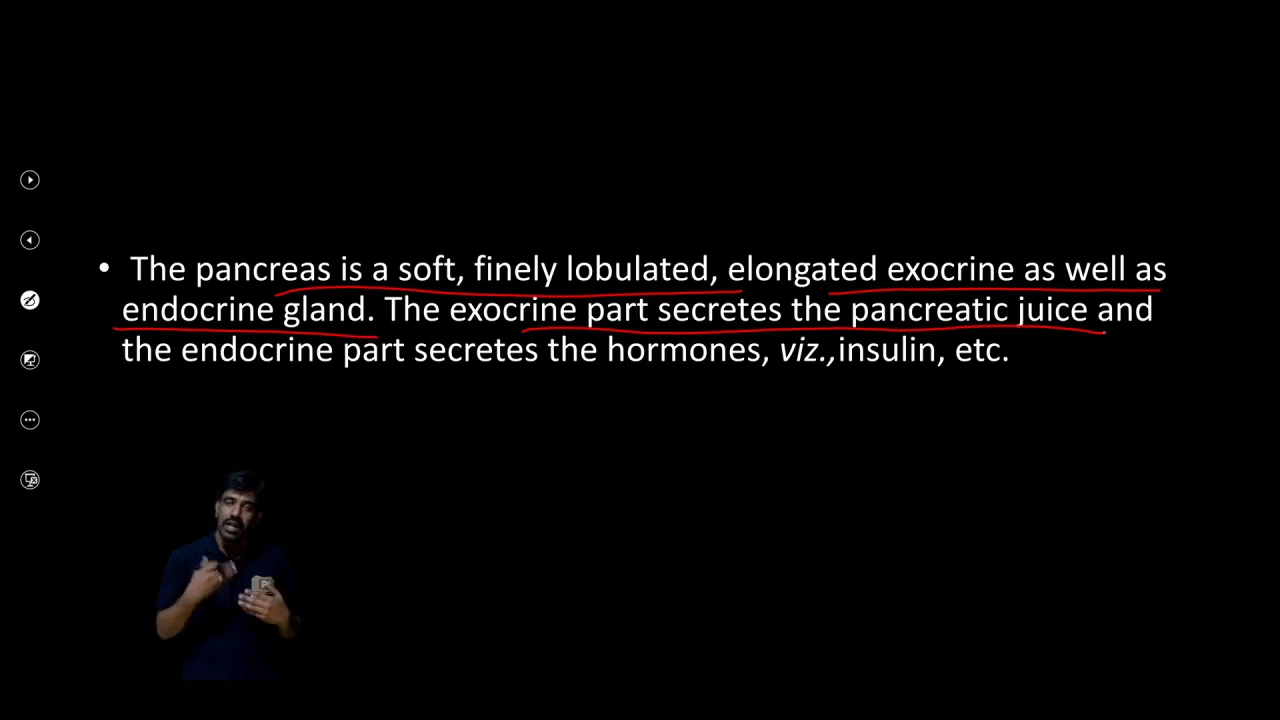 • The pancreas is a soft, finely lobulated, elongated exocrine as well as
endocrine gland. The exocrine part secretes the pancreatic juice and
the endocrine part secretes the hormones, viz.,insulin, etc.